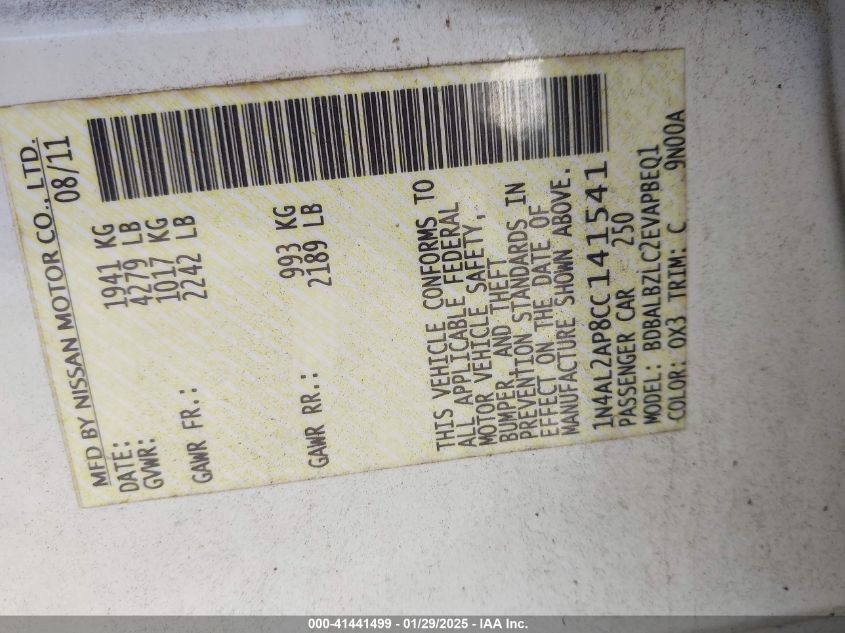 MFD BY NISSAN MOTOR CO., LTD.
DATE: 08/11
GVWR: 1941 KG
4279 LB
GAWR FR.: 1017 KG
2242 LB
GAWR RR.: 993 KG
2189 LB
THIS VEHICLE CONFORMS TO
ALL APPLICABLE FEDERAL
MOTOR VEHICLE SAFETY,
BUMPER, AND THEFT
PREVENTION STANDARDS IN
EFFECT ON THE DATE OF
MANUFACTURE SHOWN ABOVE.
1N4AL2AP8CC141541
PASSENGER CAR 250
MODEL: BDBALBZLC2EVAPBEQ1
COLOR: QX3 TRIM: C 9N00A
000-41441499 - 01/29/2025 - IAA Inc.